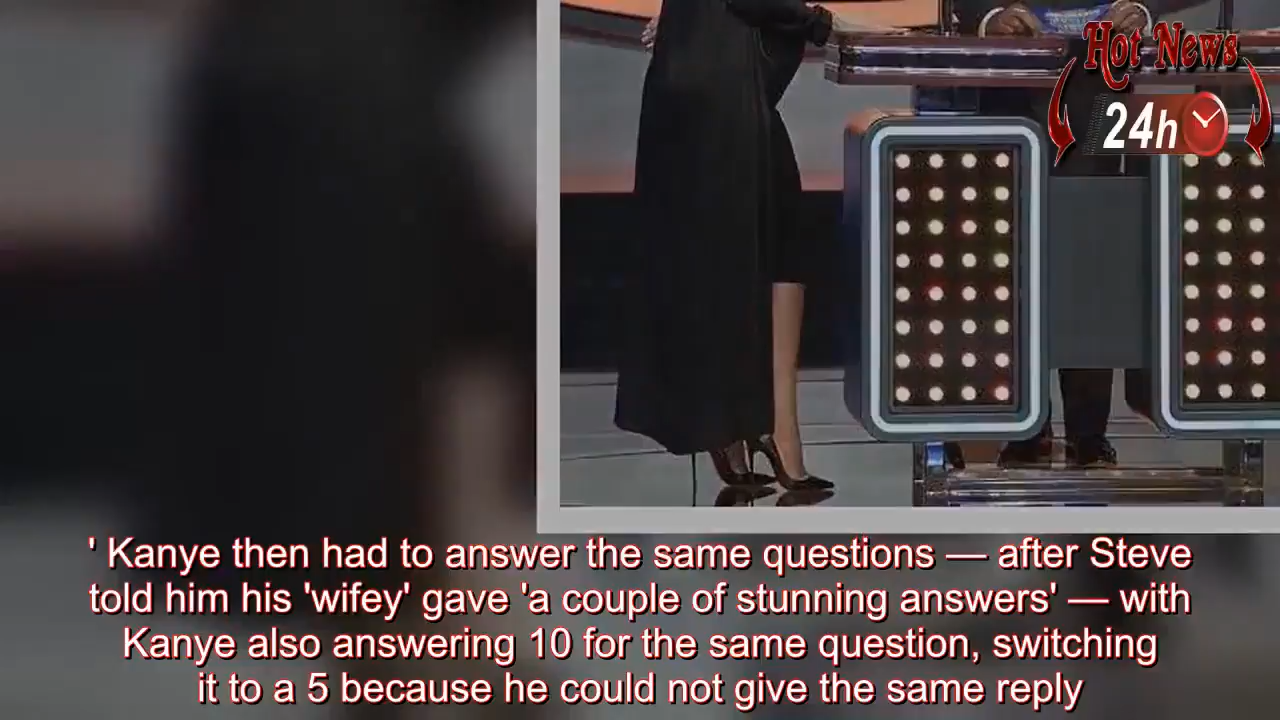 Hot News
24h
' Kanye then had to answer the same questions — after Steve
told him his 'wifey' gave 'a couple of stunning answers' — with
Kanye also answering 10 for the same question, switching
it to a 5 because he could not give the same reply